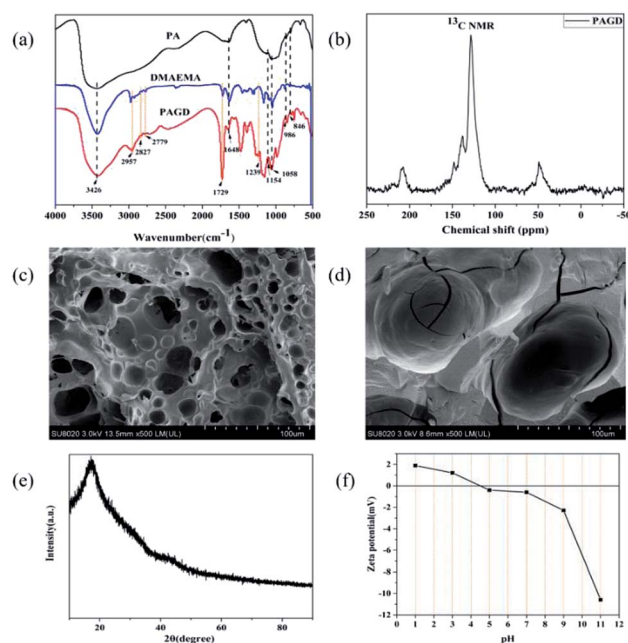 (a)
PA
DMAEMA
PAGD
3426
2957
2827
2779
1729
1648
1239
1154
1058
986
846
4000 3500 3000 2500 2000 1500 1000 500
Wavenumber(cm-1)
(b)
13C NMR
PAGD
250 200 150 100 50 0 -50
Chemical shift (ppm)
(c)
SU8020 3.0kV 13.5mm x500 LM(UL) 100um
(d)
SU8020 3.0kV 8.6mm x500 LM(UL) 100um
(e)
Intensity(a.u.)
20 40 60 80
2θ(degree)
(f)
Zeta potential(mV)
2
0
-2
-4
-6
-8
-10
-12
0 1 2 3 4 5 6 7 8 9 10 11 12
pH